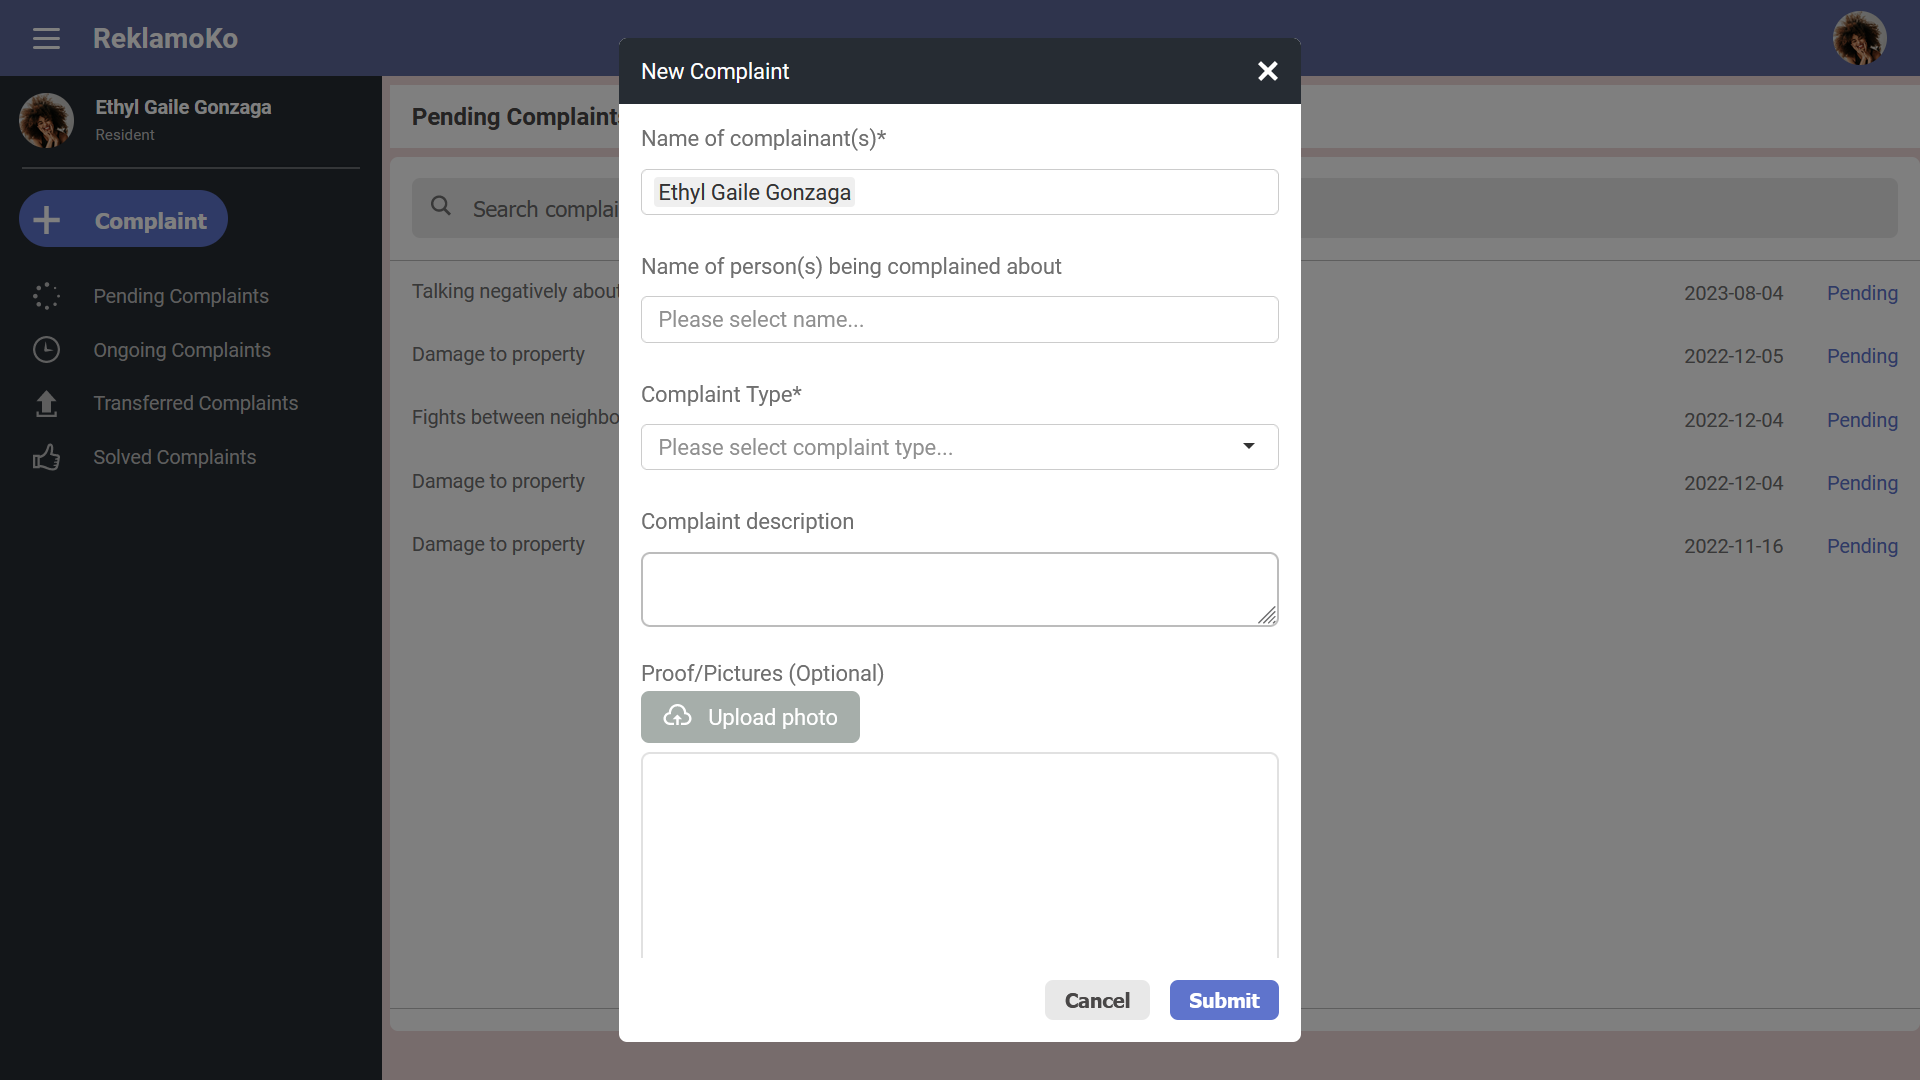 ReklamoKo
Ethyl Gaile Gonzaga
Resident
Complaint
Pending Complaints
Ongoing Complaints
Transferred Complaints
Solved Complaints
Pending Complaints
Search complai
Talking negatively about
2023-08-04 Pending
Damage to property
2022-12-05 Pending
Fights between neighbo
2022-12-04 Pending
Damage to property
2022-12-04 Pending
Damage to property
2022-11-16 Pending
New Complaint
Name of complainant(s)*
Ethyl Gaile Gonzaga
Name of person(s) being complained about
Please select name...
Complaint Type*
Please select complaint type...
Complaint description
Proof/Pictures (Optional)
Upload photo
Cancel
Submit